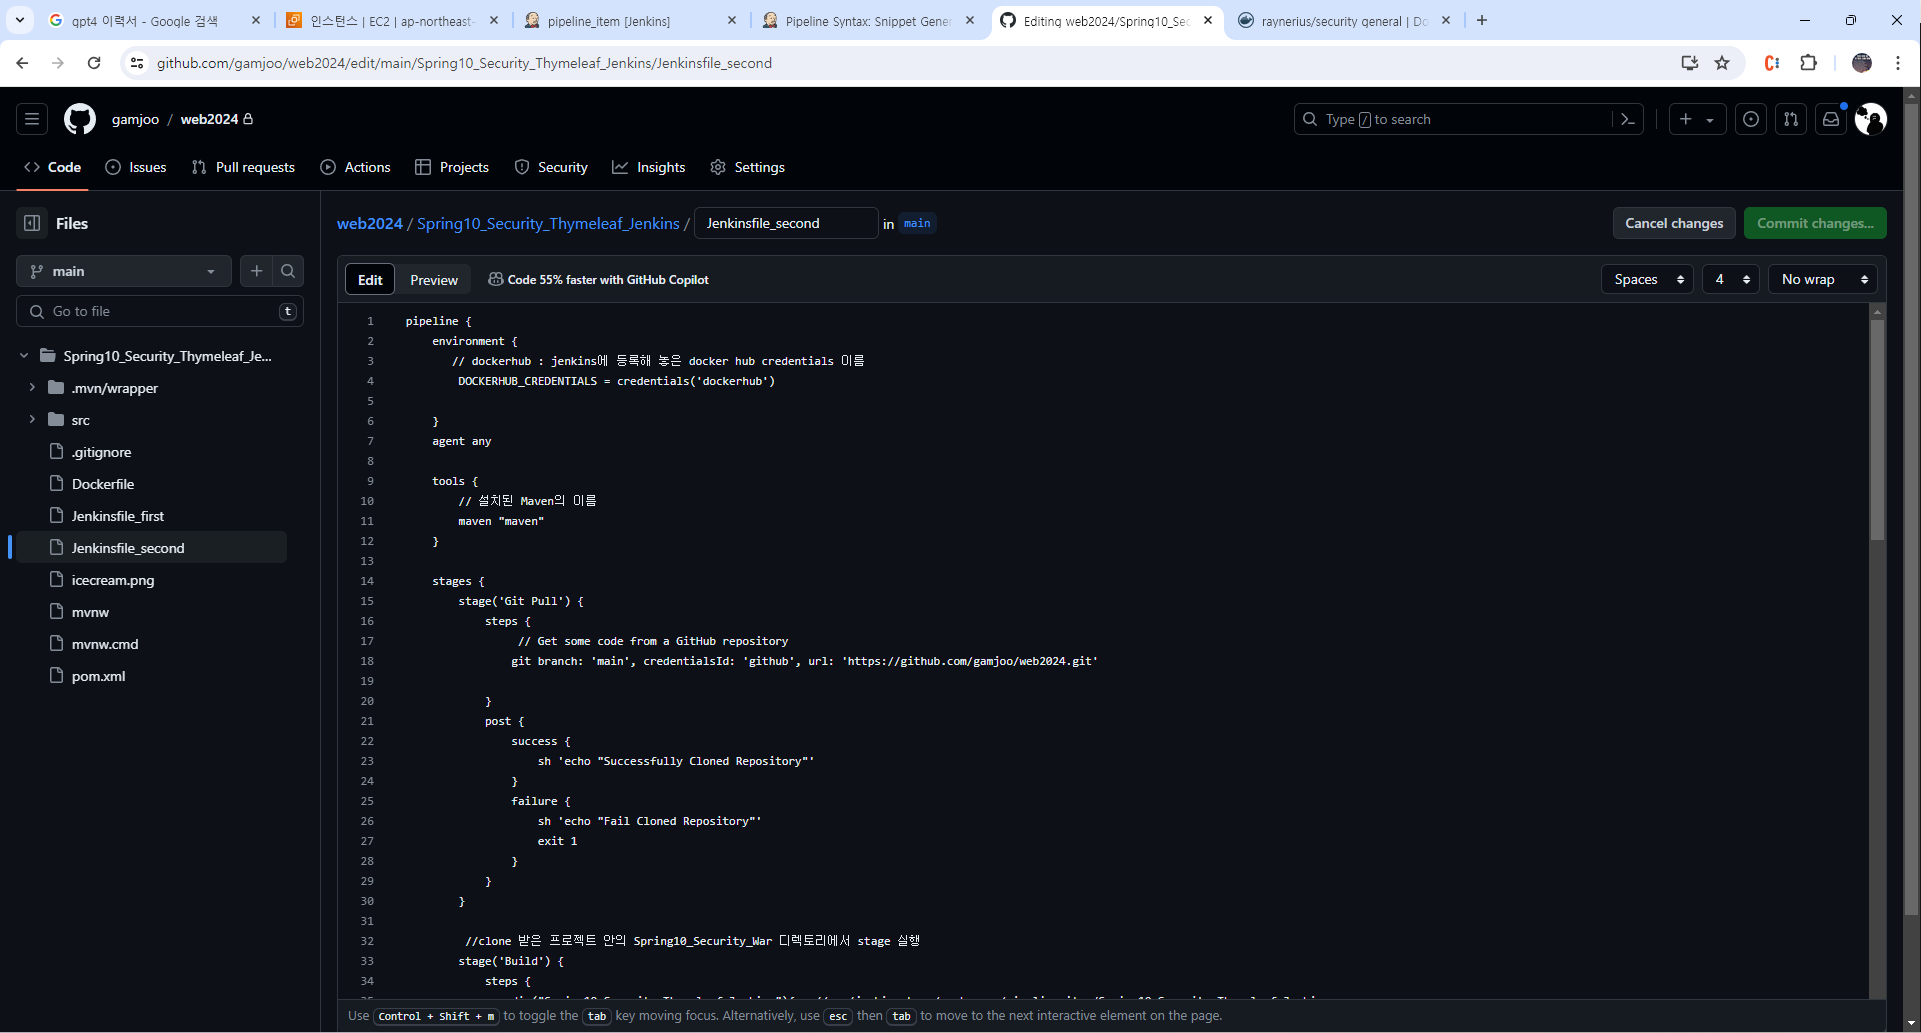 gpt4 이력서 - Google 검색
인스턴스 | EC2 | ap-northeast-
pipeline_item [Jenkins]
Pipeline Syntax: Snippet Gener
Editing web2024/Spring10_Sec
raynerius/security general | Do
github.com/gamjoo/web2024/edit/main/Spring10_Security_Thymeleaf_Jenkins/Jenkinsfile_second
gamjoo / web2024
Type / to search
Code Issues Pull requests Actions Projects Security Insights Settings
Files
web2024 / Spring10_Security_Thymeleaf_Jenkins / Jenkinsfile_second in main
Cancel changes Commit changes...
main
Go to file t
Spring10_Security_Thymeleaf_Je...
.mvn/wrapper
src
.gitignore
Dockerfile
Jenkinsfile_first
Jenkinsfile_second
icecream.png
mvnw
mvnw.cmd
pom.xml
Edit Preview Code 55% faster with GitHub Copilot Spaces 4 No wrap
1 pipeline {
2 environment {
3 // dockerhub : jenkins에 등록해 놓은 docker hub credentials 이름
4 DOCKERHUB_CREDENTIALS = credentials('dockerhub')
5
6 }
7 agent any
8
9 tools {
10 // 설치된 Maven의 이름
11 maven "maven"
12 }
13
14 stages {
15 stage('Git Pull') {
16 steps {
17 // Get some code from a GitHub repository
18 git branch: 'main', credentialsId: 'github', url: 'https://github.com/gamjoo/web2024.git'
19
20 }
21 post {
22 success {
23 sh 'echo "Successfully Cloned Repository"'
24 }
25 failure {
26 sh 'echo "Fail Cloned Repository"'
27 exit 1
28 }
29 }
30 }
31
32 //clone 받은 프로젝트 안의 Spring10_Security_War 디렉토리에서 stage 실행
33 stage('Build') {
34 steps {
Use Control + Shift + m to toggle the tab key moving focus. Alternatively, use esc then tab to move to the next interactive element on the page.